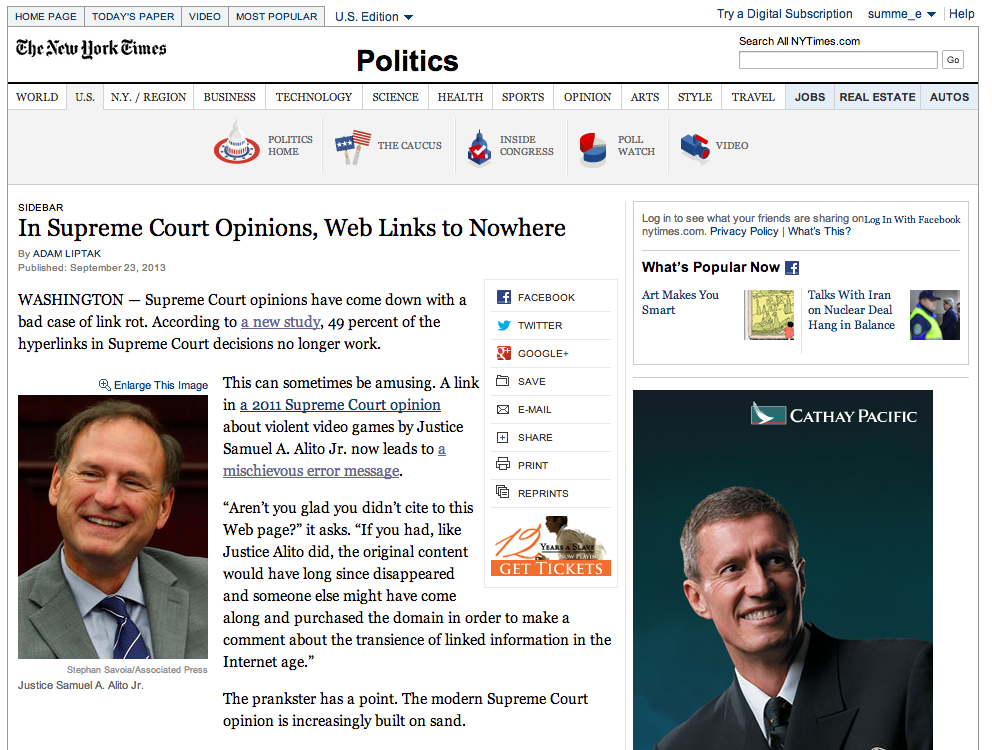 HOME PAGE TODAY'S PAPER VIDEO MOST POPULAR U.S. Edition
Try a Digital Subscription summe_e Help
The New York Times
Politics
Search All NYTimes.com
Go
WORLD U.S. N.Y. / REGION BUSINESS TECHNOLOGY SCIENCE HEALTH SPORTS OPINION ARTS STYLE TRAVEL JOBS REAL ESTATE AUTOS
POLITICS
HOME
THE CAUCUS
INSIDE
CONGRESS
POLL
WATCH
VIDEO
SIDEBAR
In Supreme Court Opinions, Web Links to Nowhere
By ADAM LIPTAK
Published: September 23, 2013
WASHINGTON — Supreme Court opinions have come down with a
bad case of link rot. According to a new study, 49 percent of the
hyperlinks in Supreme Court decisions no longer work.
Enlarge This Image
Stephan Savoia/Associated Press
Justice Samuel A. Alito Jr.
This can sometimes be amusing. A link
in a 2011 Supreme Court opinion
about violent video games by Justice
Samuel A. Alito Jr. now leads to a
mischievous error message.
“Aren’t you glad you didn’t cite to this
Web page?” it asks. “If you had, like
Justice Alito did, the original content
would have long since disappeared
and someone else might have come
along and purchased the domain in order to make a
comment about the transience of linked information in the
Internet age.”
The prankster has a point. The modern Supreme Court
opinion is increasingly built on sand.
FACEBOOK
TWITTER
GOOGLE+
SAVE
E-MAIL
SHARE
PRINT
REPRINTS
12
YEARS A SLAVE
NOW PLAYING
GET TICKETS
Log in to see what your friends are sharing on
nytimes.com. Privacy Policy | What’s This?
Log In With Facebook
What’s Popular Now
Art Makes You
Smart
Talks With Iran
on Nuclear Deal
Hang in Balance
CATHAY PACIFIC